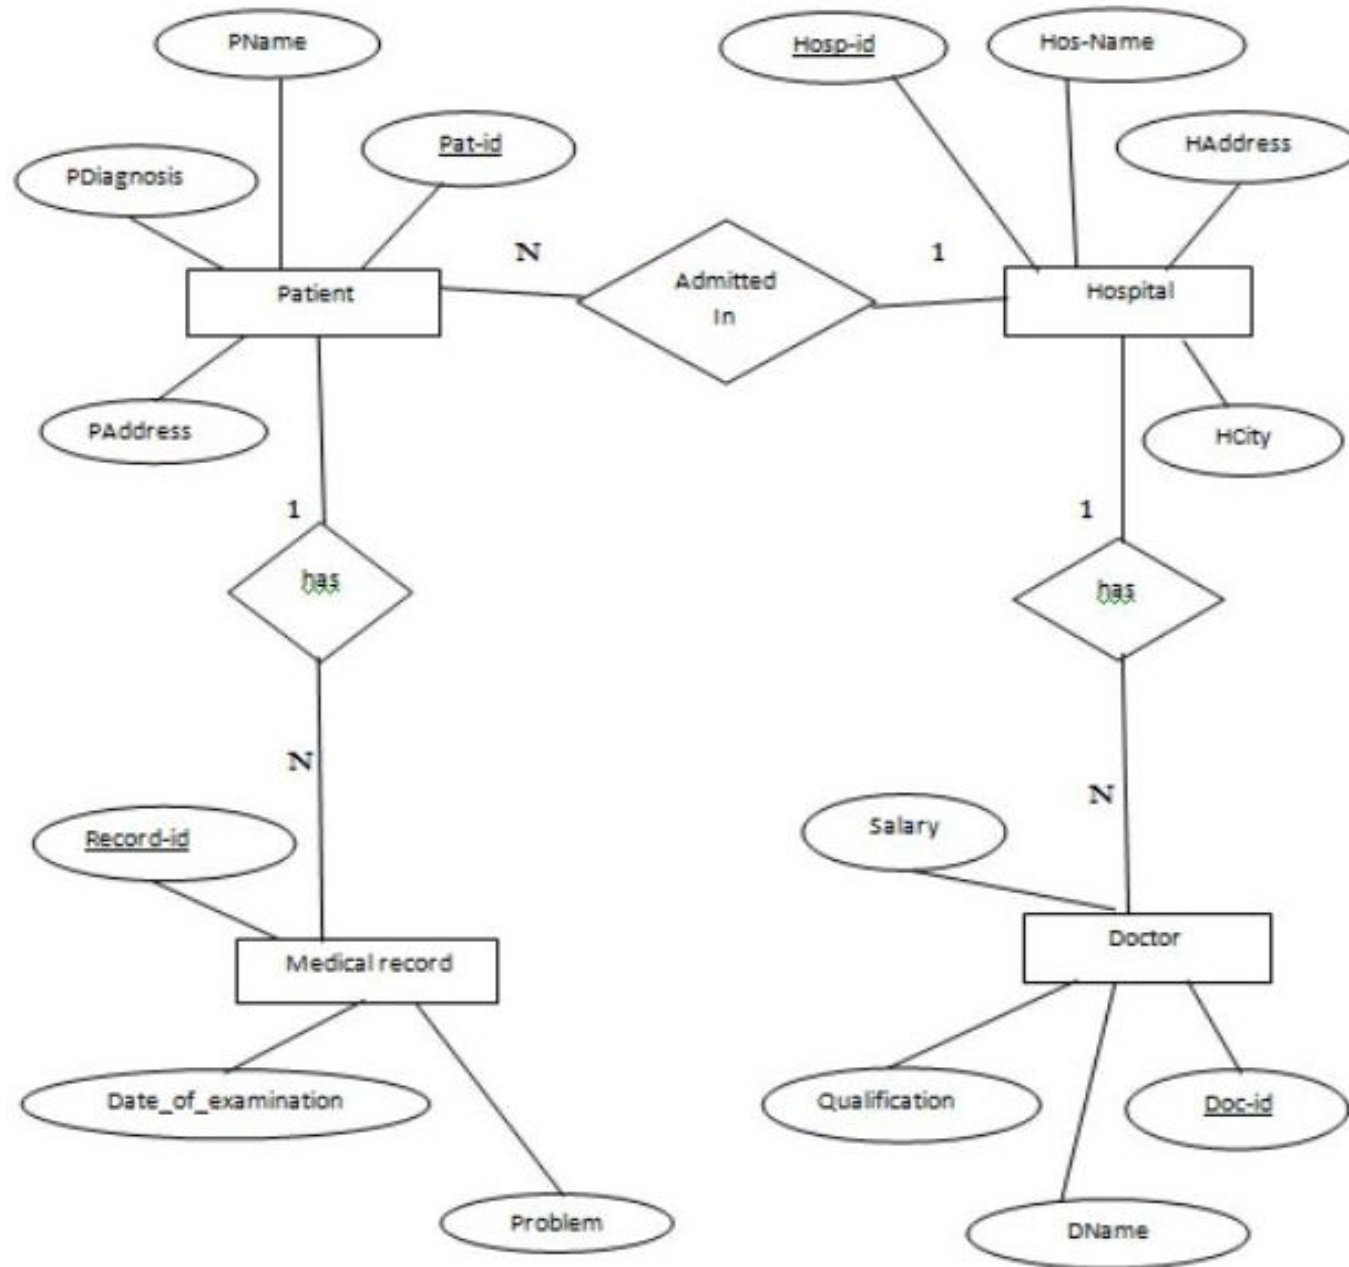 PName
Hosp-id
Hos-Name
Pat-id
HAddress
PDiagnosis
N
1
Patient
Admitted
In
Hospital
PAddress
HCity
1
1
has
has
N
N
Record-id
Salary
Medical record
Doctor
Date_of_examination
Qualification
Doc-id
Problem
DName